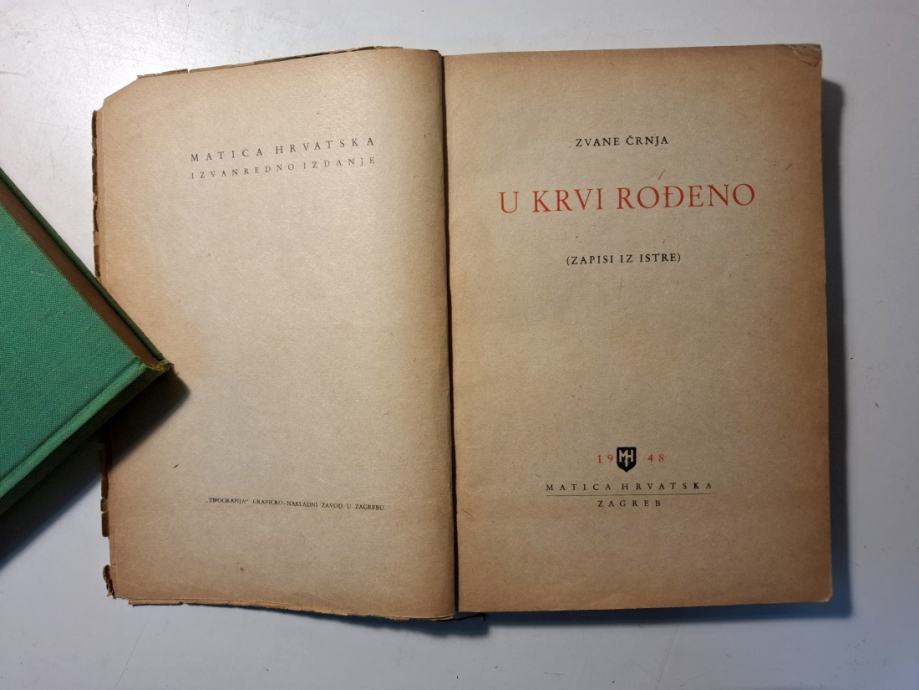 MATICA HRVATSKA
IZVANREDNO IZDANJE
„TIPOGRAFIJA“ GRAFIČKO-NAKLADNI ZAVOD U ZAGREBU
ZVANE ČRNJA
U KRVI ROĐENO
(ZAPISI IZ ISTRE)
19 MH 48
MATICA HRVATSKA
ZAGREB